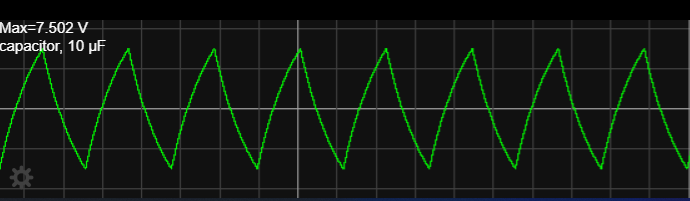 Max=7.502 V
capacitor, 10 μF